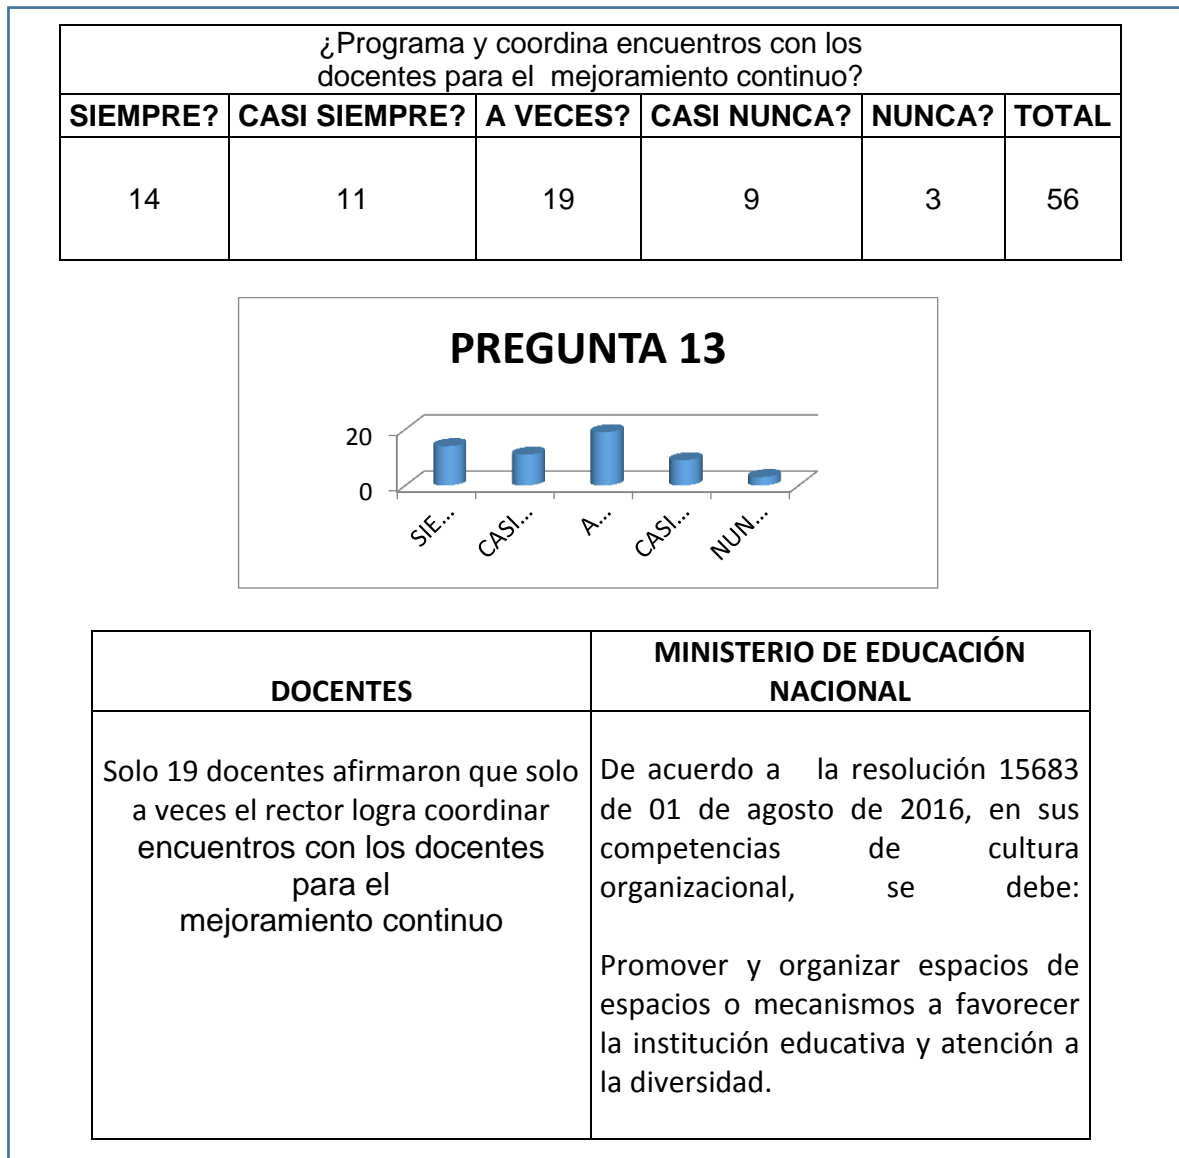 ¿Programa y coordina encuentros con los
docentes para el mejoramiento continuo?
SIEMPRE? CASI SIEMPRE? A VECES? CASI NUNCA? NUNCA? TOTAL
14 11 19 9 3 56
PREGUNTA 13
20
0
SIE... CASI... A... CASI... NUN...
DOCENTES
MINISTERIO DE EDUCACIÓN
NACIONAL
Solo 19 docentes afirmaron que solo
a veces el rector logra coordinar
encuentros con los docentes
para el
mejoramiento continuo
De acuerdo a la resolución 15683
de 01 de agosto de 2016, en sus
competencias de cultura
organizacional, se debe:
Promover y organizar espacios de
espacios o mecanismos a favorecer
la institución educativa y atención a
la diversidad.